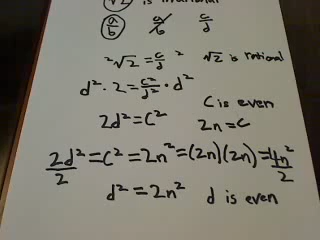 √2 is irrational
a/b a/b c/d
²√2 = c/d ² √2 is rational
d² · 2 = c²/d² · d²
C is even
2d² = C² 2n = C
2d²/2 = C² = 2n² = (2n)(2n) = 4n²/2
d² = 2n² d is even